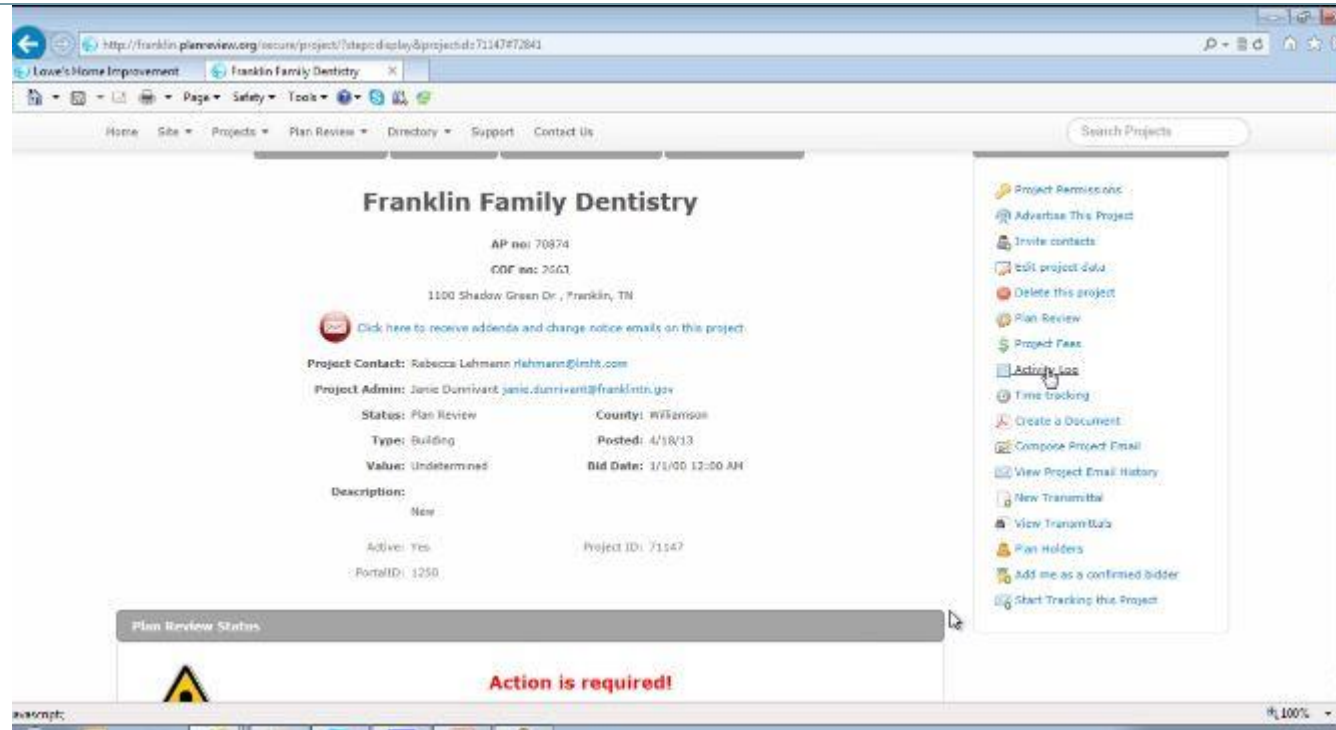 http://franklin.planreview.org/secure/project/?step=display&projectid=71147#72841
Lowe's Home Improvement
Franklin Family Dentistry
Page Safety Tools
Home Site Projects Plan Review Directory Support Contact Us
Search Projects
Franklin Family Dentistry
AP no: 70874
COF no: 2663
1100 Shadow Green Dr , Franklin, TN
Click here to receive addenda and change notice emails on this project
Project Contact: Rebecca Lehmann rlehmann@lmht.com
Project Admin: Janie Dunnivant janie.dunnivant@franklintn.gov
Status: Plan Review
County: Williamson
Type: Building
Posted: 4/18/13
Value: Undetermined
Bid Date: 1/1/00 12:00 AM
Description:
New
Active: Yes
Project ID: 71147
PortalID: 1250
Plan Review Status
Action is required!
Project Permissions
Advertise This Project
Invite contacts
Edit project data
Delete this project
Plan Review
Project Fees
Activity Log
Time tracking
Create a Document
Compose Project Email
View Project Email History
New Transmittal
View Transmittals
Plan Holders
Add me as a confirmed bidder
Start Tracking this Project
avascript;
100%